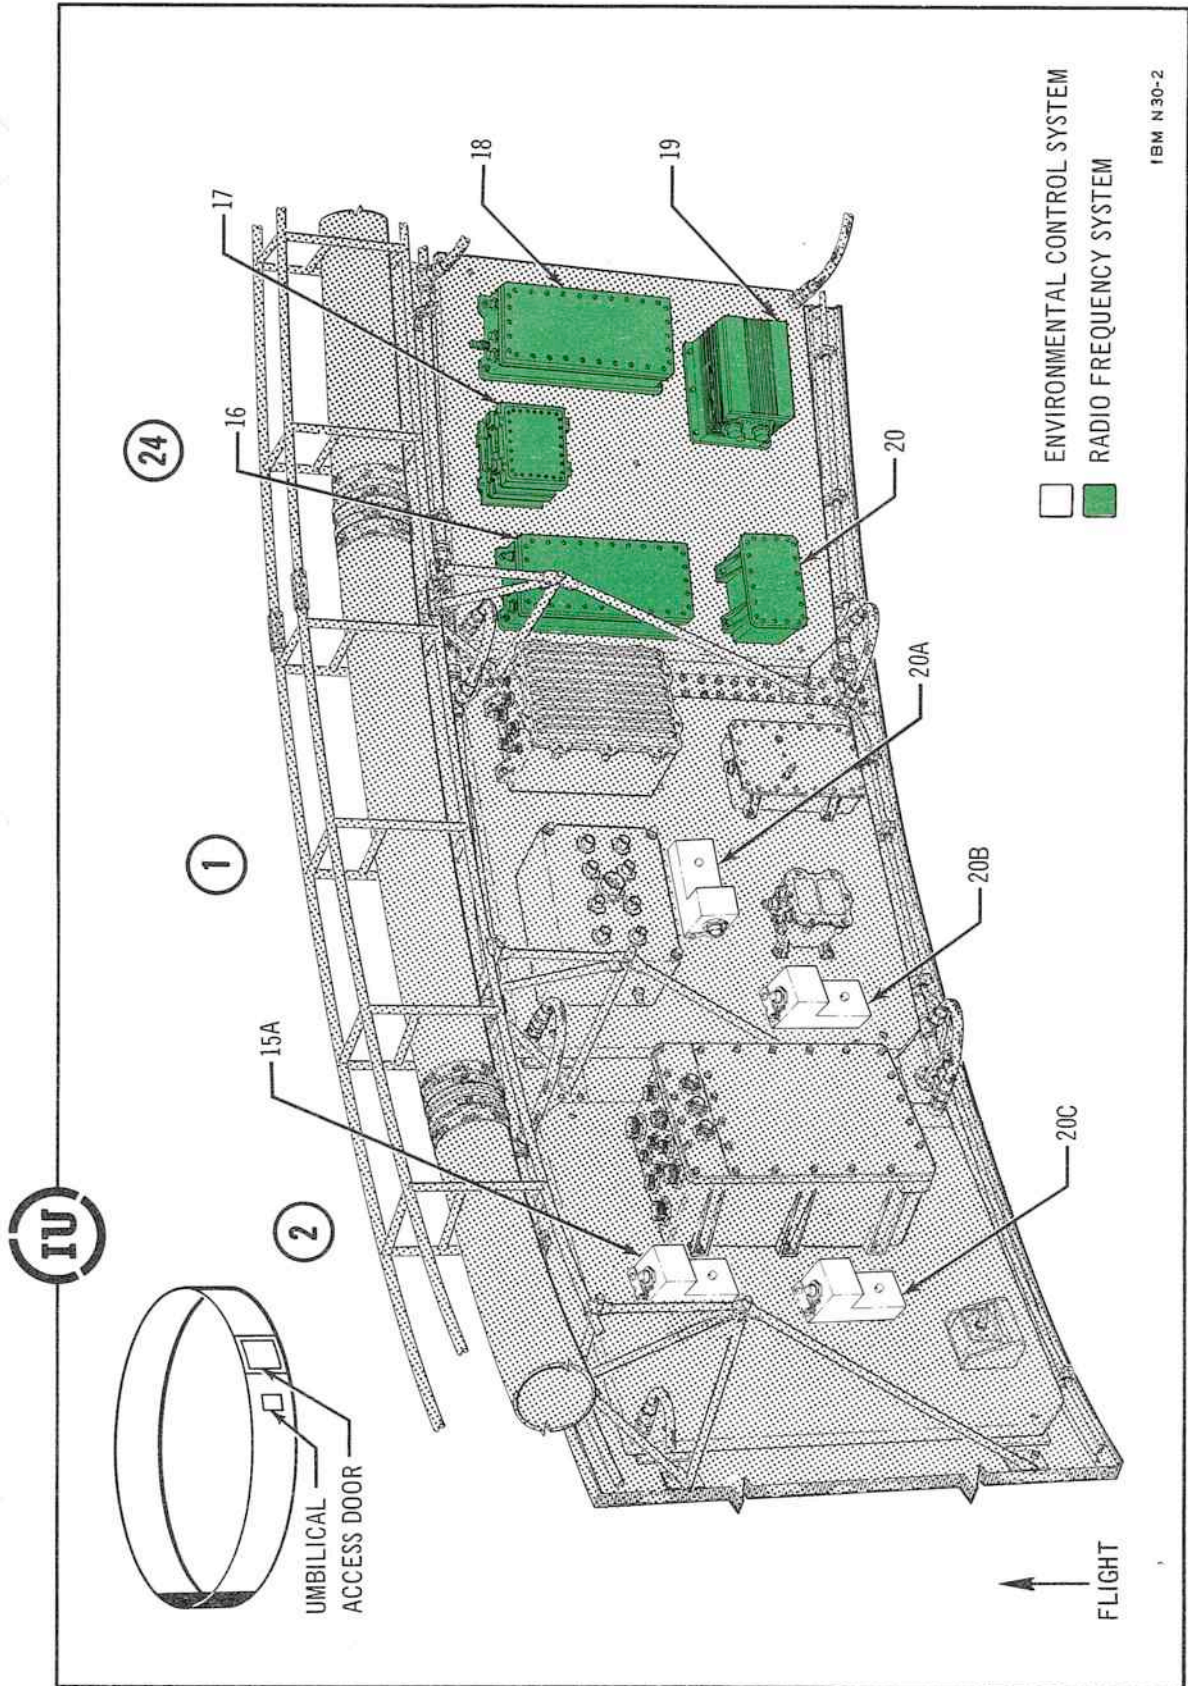 IU
UMBILICAL
ACCESS DOOR
2
1
24
15A
16
17
18
19
20
20A
20B
20C
FLIGHT
ENVIRONMENTAL CONTROL SYSTEM
RADIO FREQUENCY SYSTEM
IBM N30-2